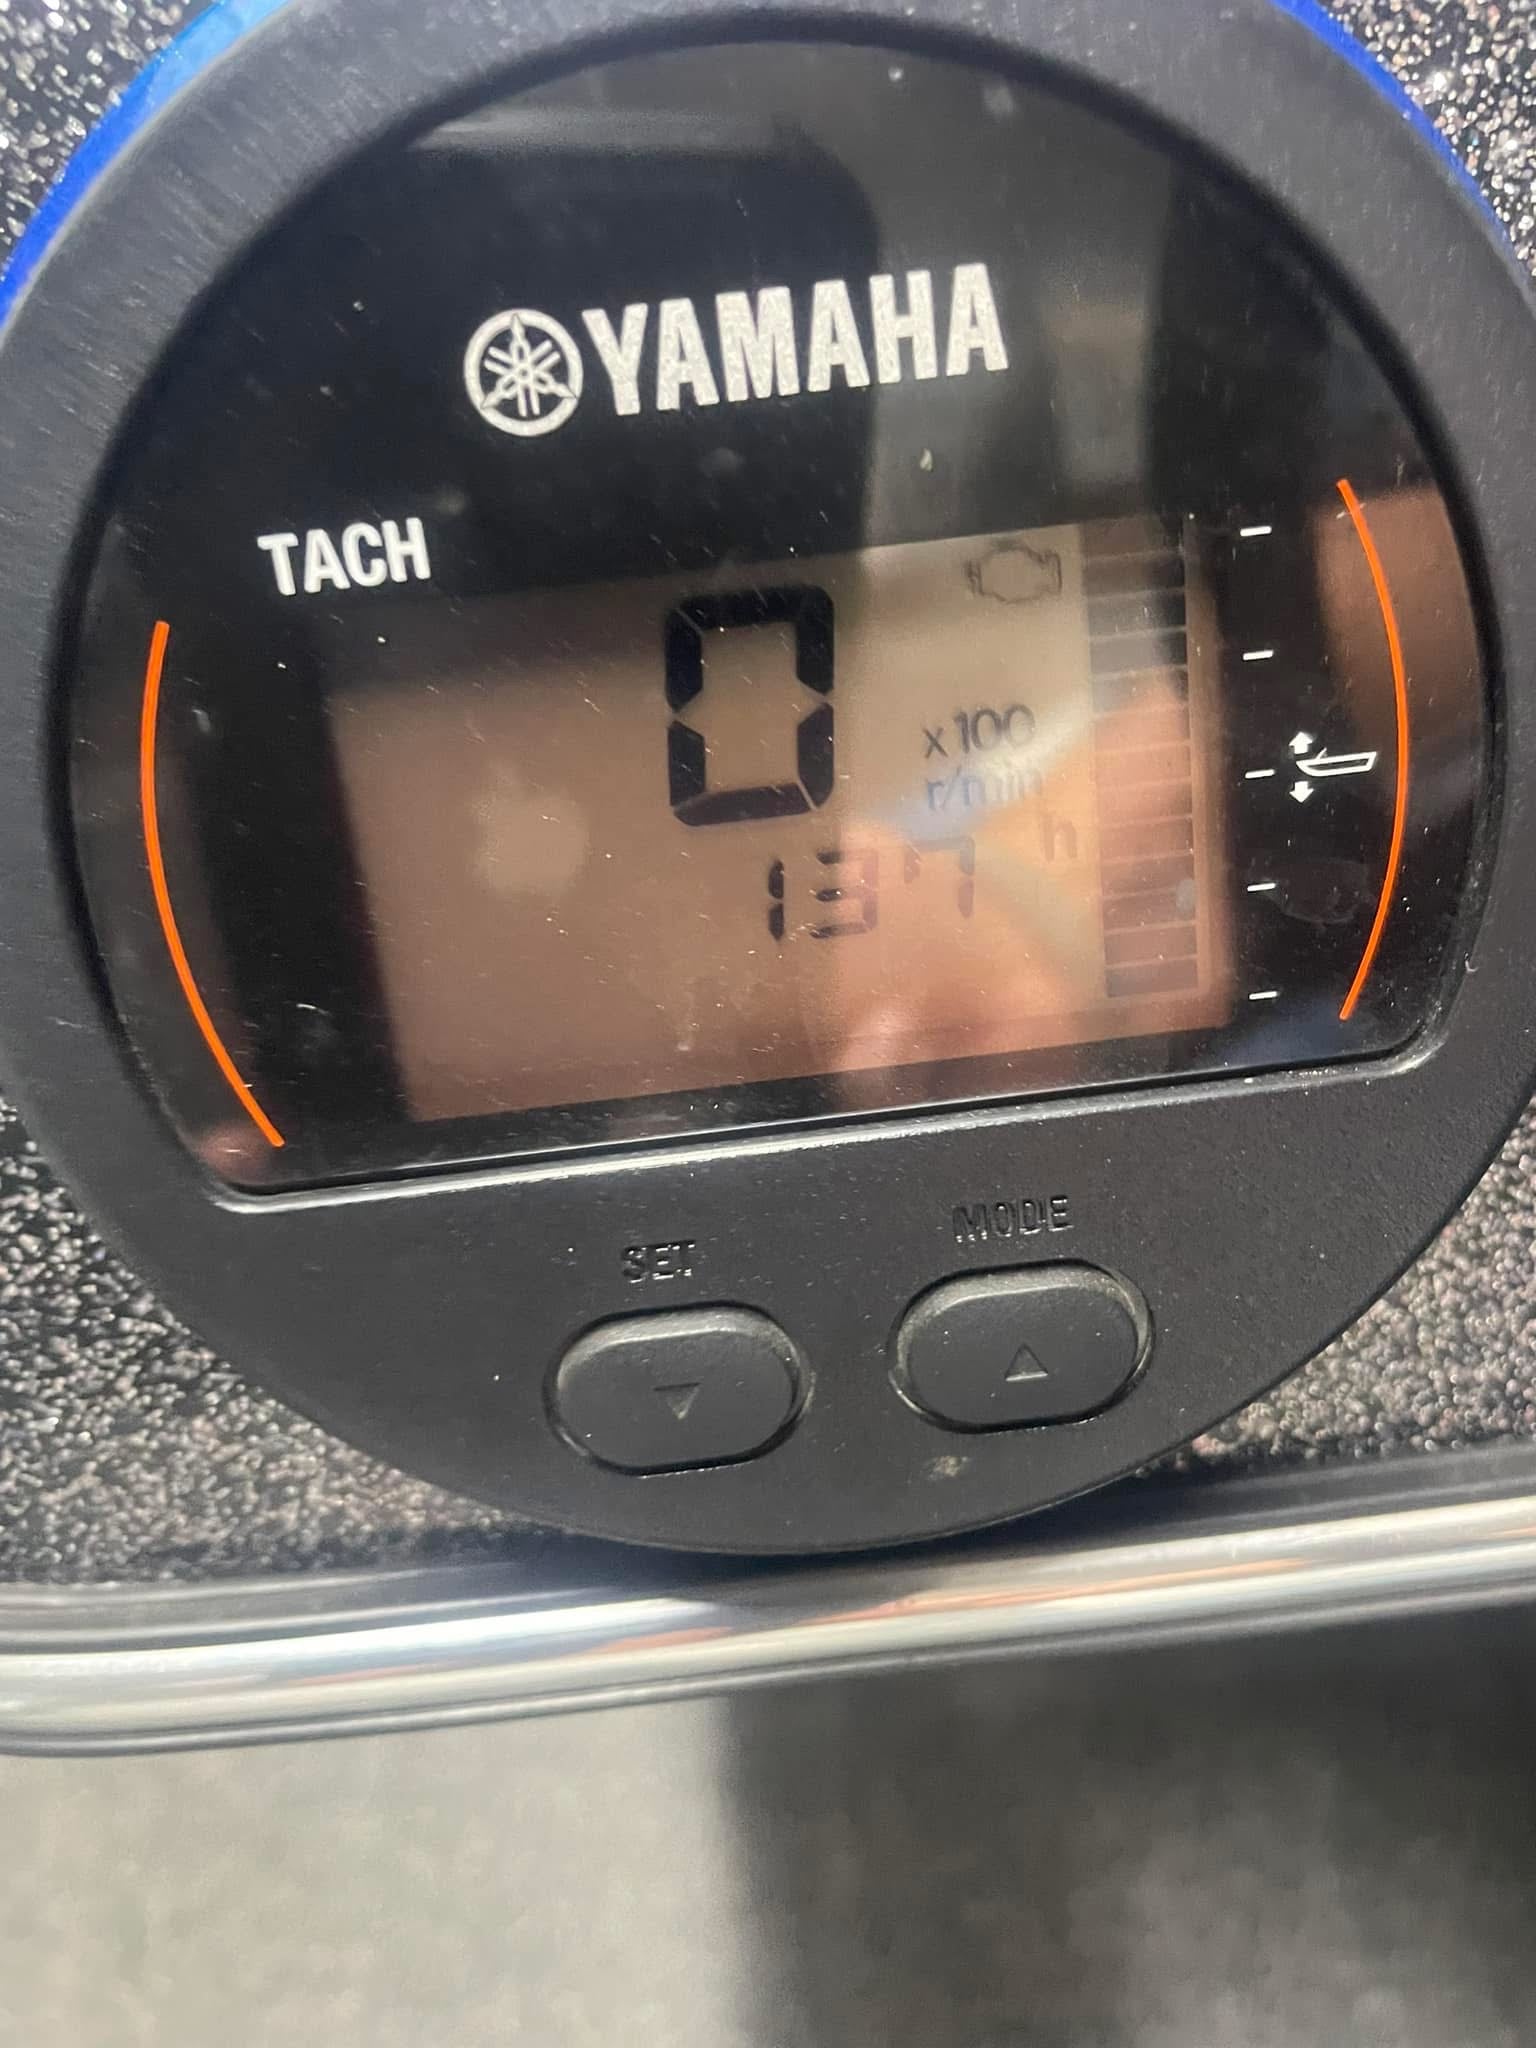 YAMAHA
TACH
0
x100
r/min
137 h
SET
MODE